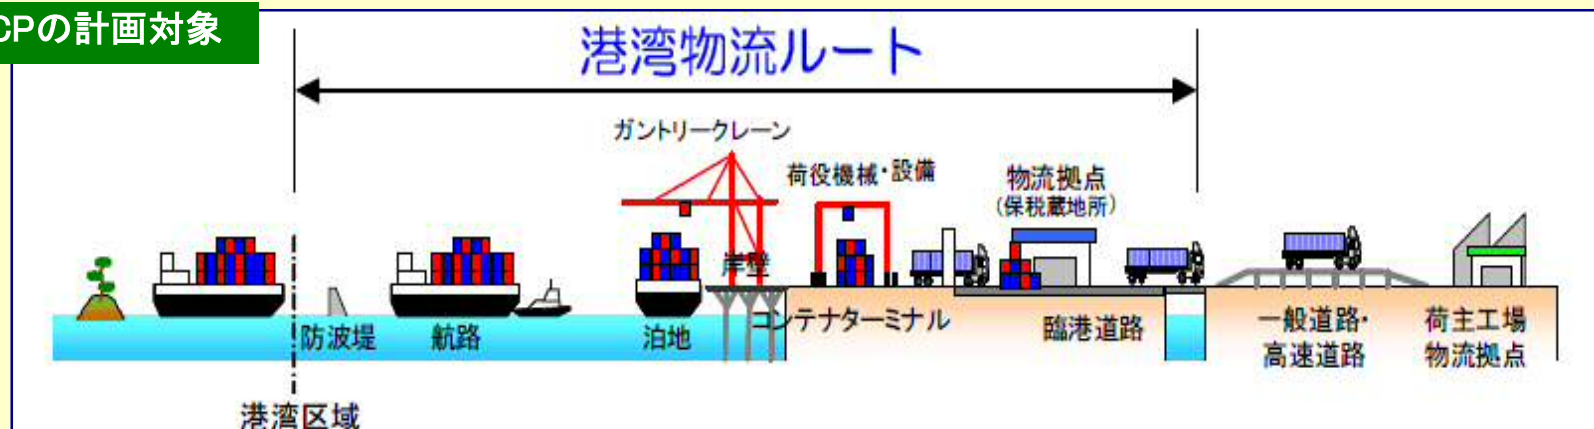 CPの計画対象
港湾物流ルート
ガントリークレーン
荷役機械・設備
物流拠点
(保税蔵地所)
岸壁
防波堤
航路
泊地
コンテナターミナル
臨港道路
一般道路・
高速道路
荷主工場
物流拠点
港湾区域